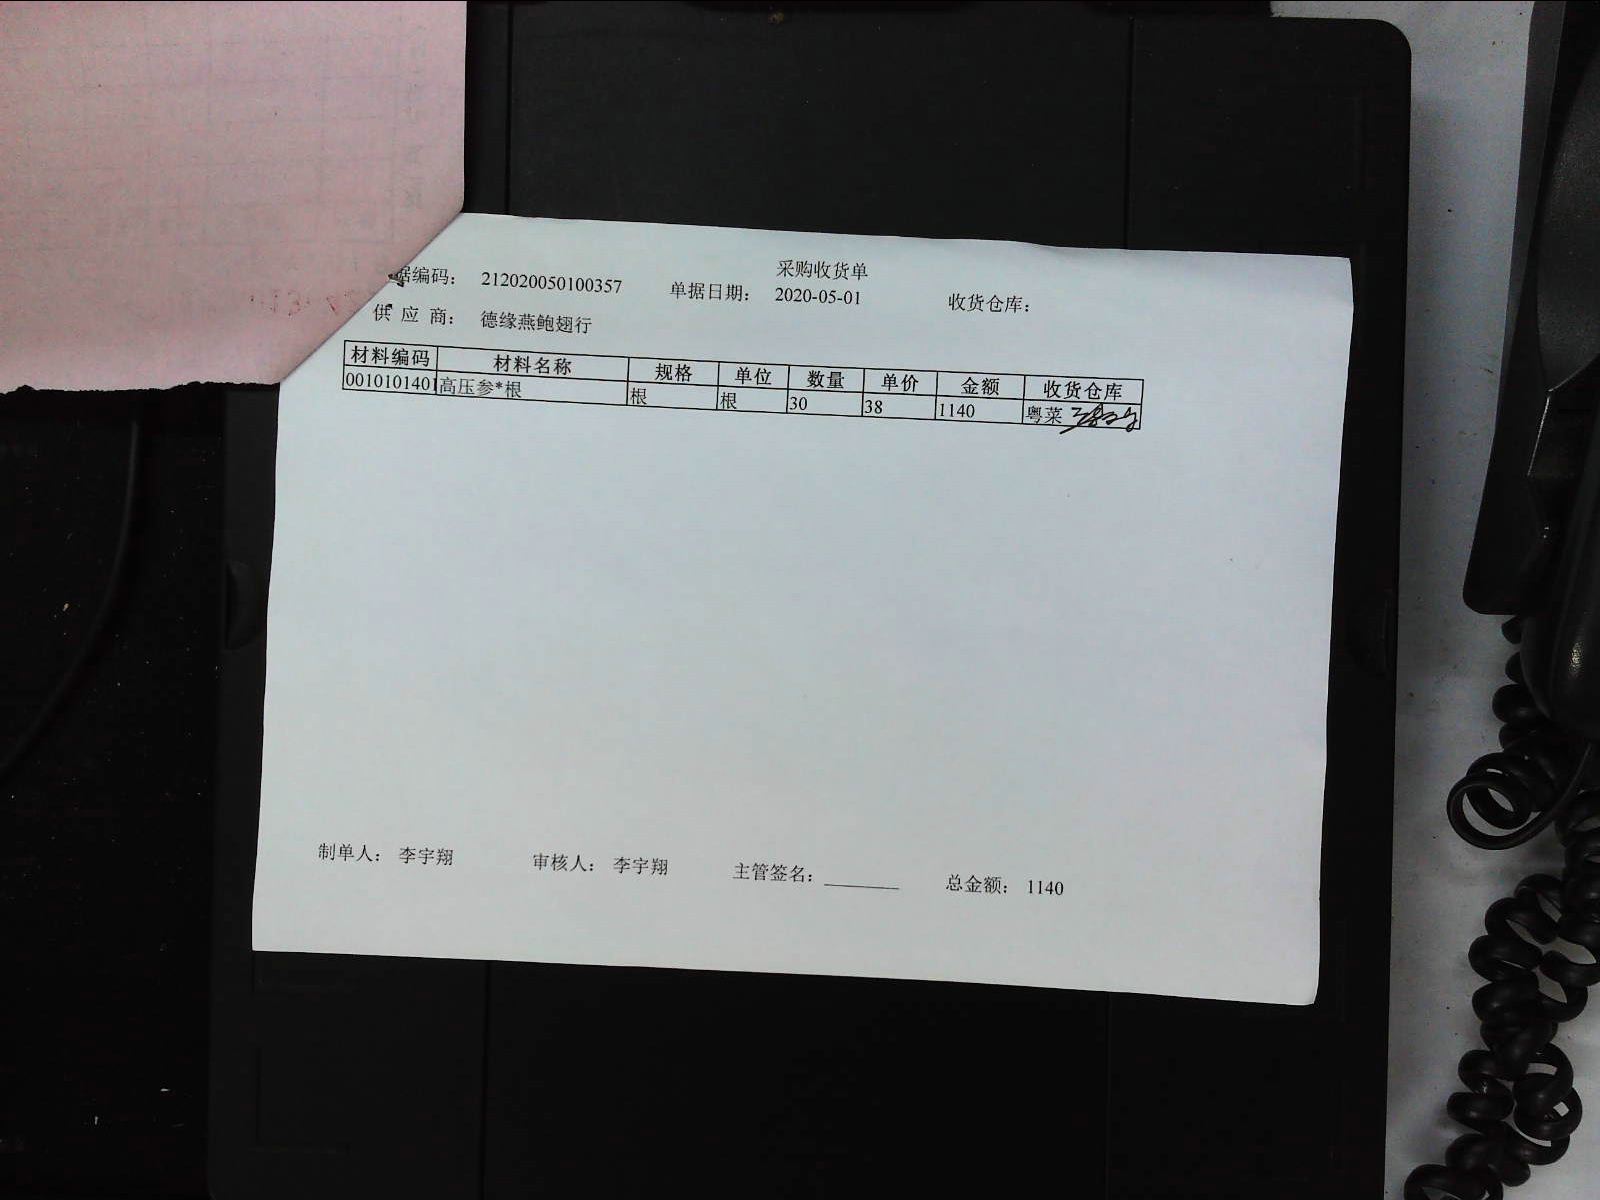 采购收货单
据编码： 212020050100357 单据日期： 2020-05-01 收货仓库：
供 应 商： 德缘燕鲍翅行
材料编码 材料名称 规格 单位 数量 单价 金额 收货仓库
0010101401 高压参*根 根 根 30 38 1140 粤菜
制单人： 李宇翔 审核人： 李宇翔 主管签名： 总金额： 1140